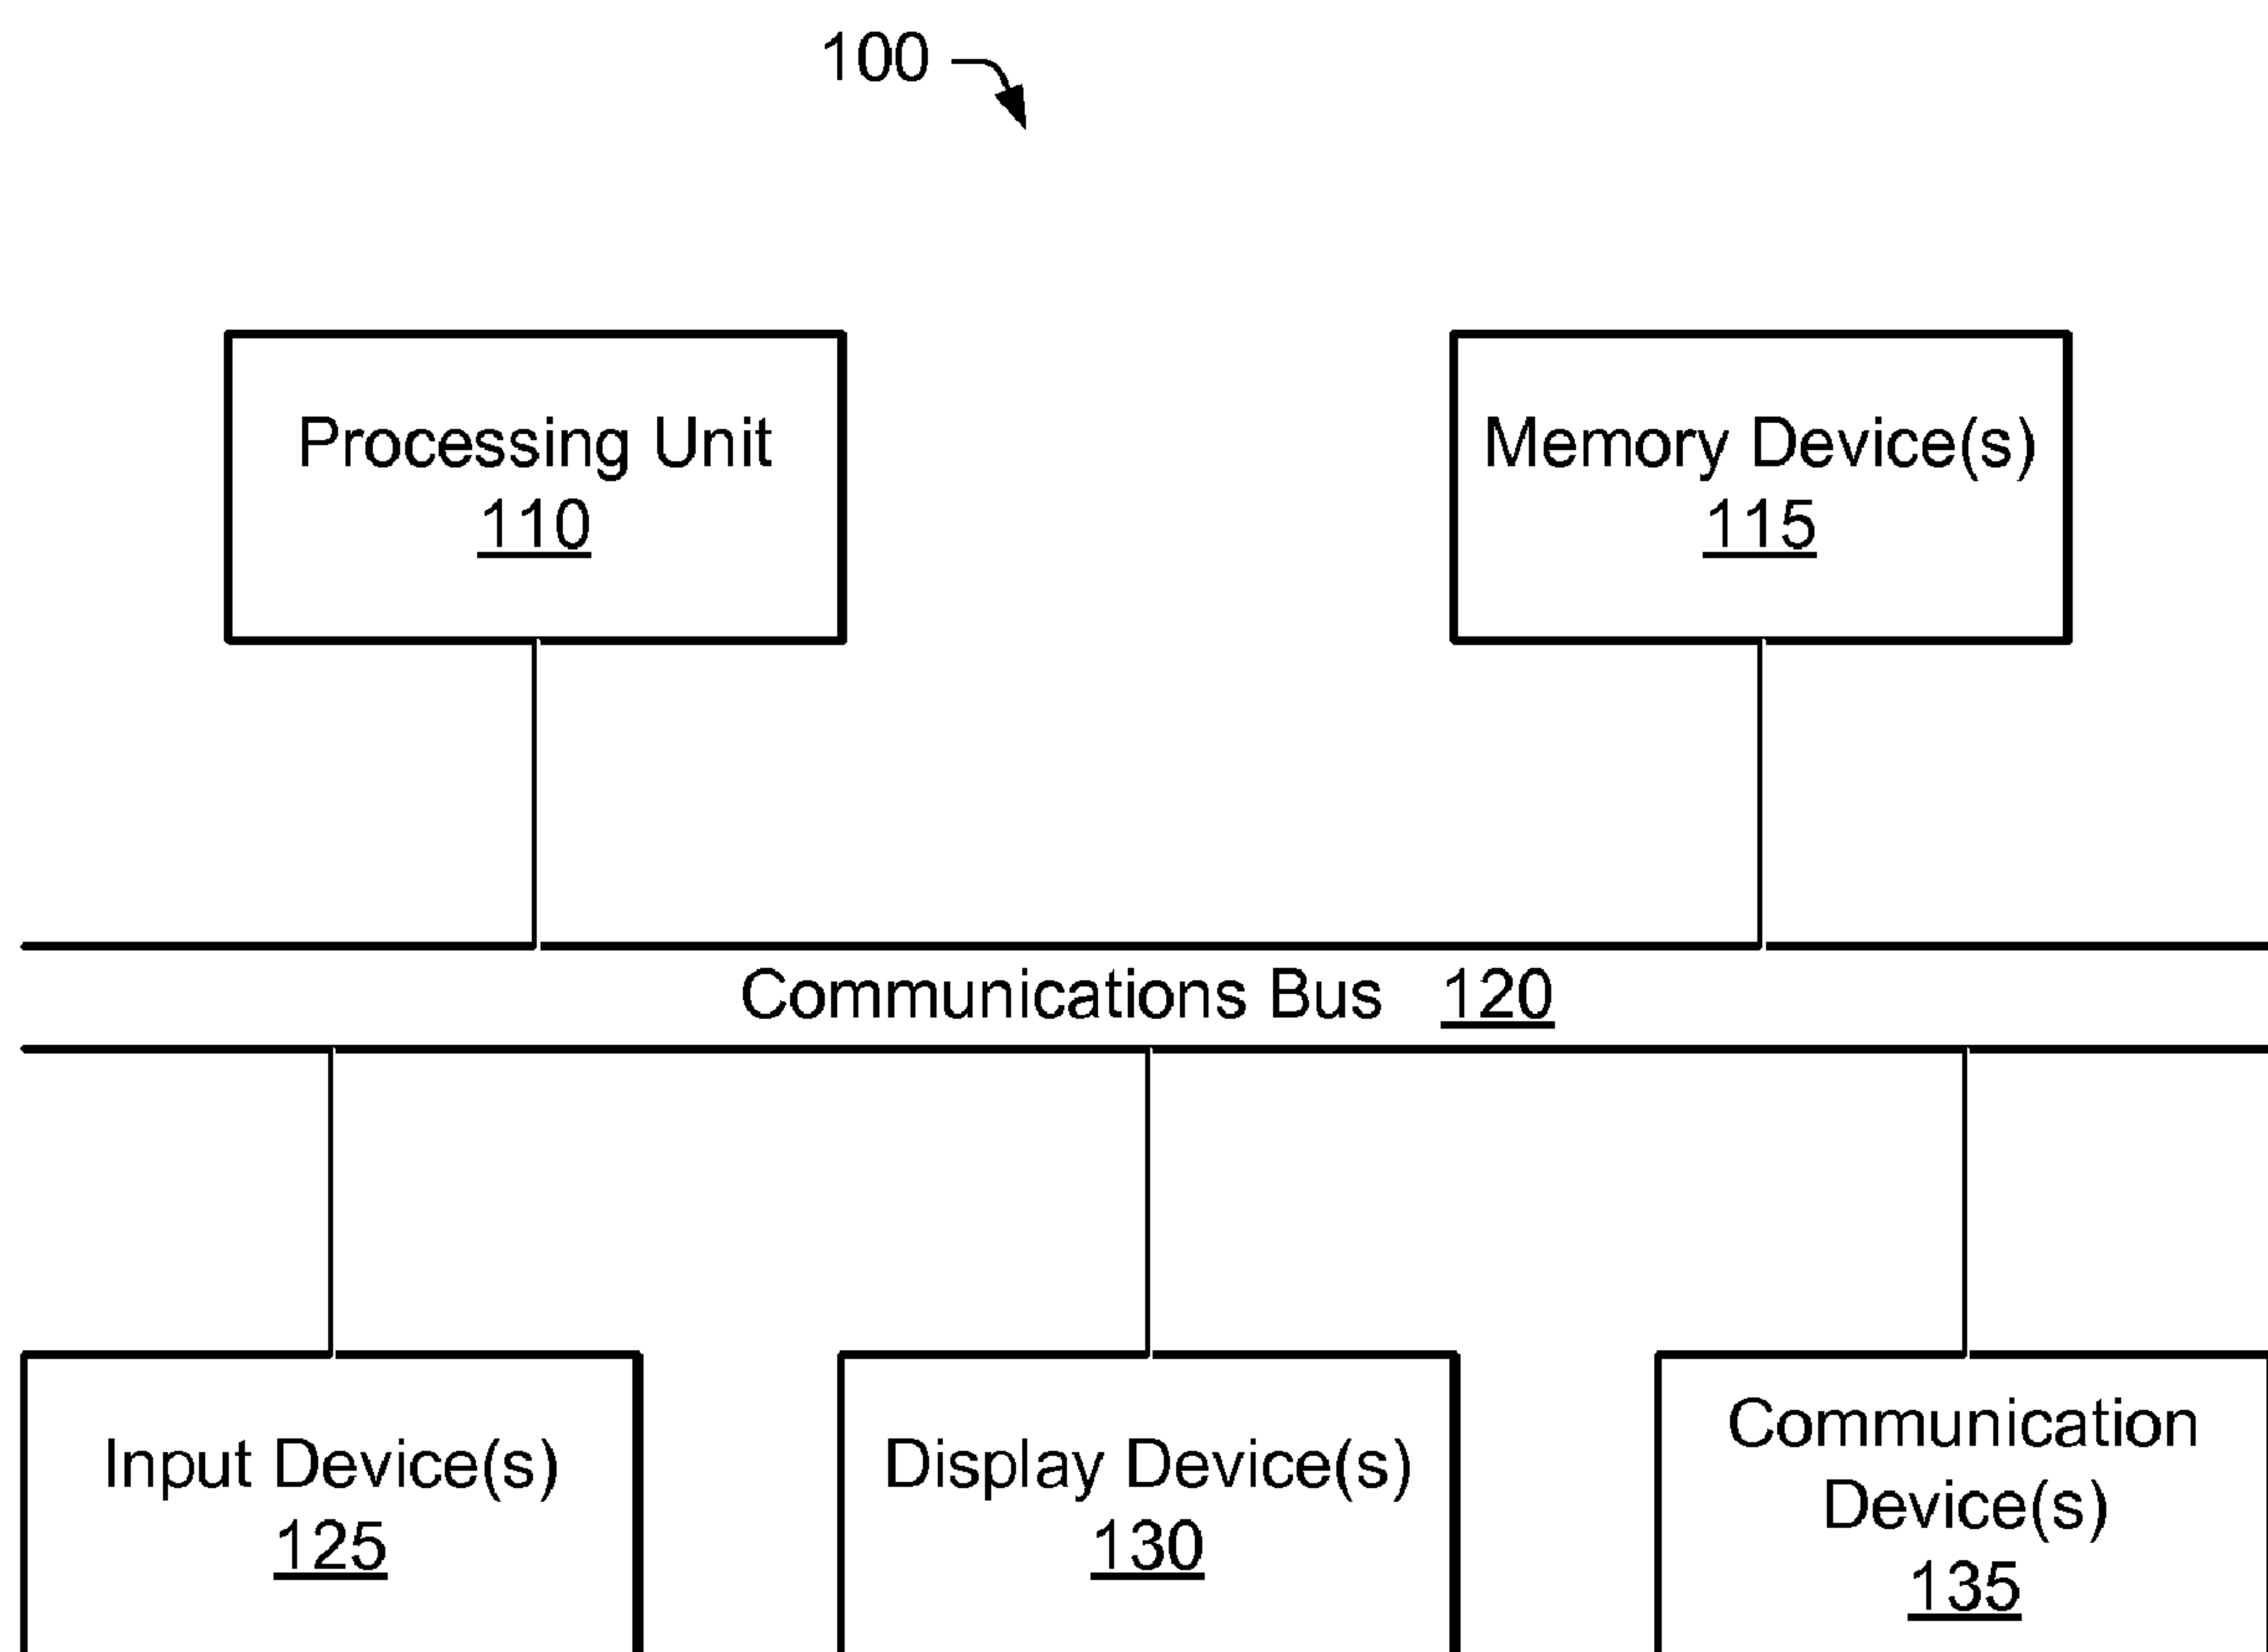 100
Processing Unit
110
Memory Device(s)
115
Communications Bus 120
Input Device(s)
125
Display Device(s)
130
Communication
Device(s)
135